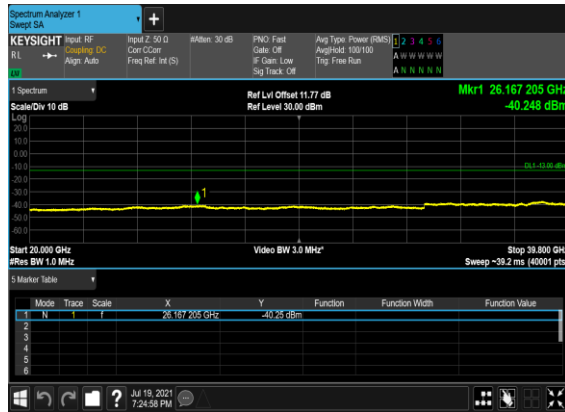 Spectrum Analyzer 1
Swept SA
+
KEYSIGHT Input: RF Input Z: 50 Ω #Atten: 30 dB PNO: Fast Avg Type: Power (RMS) 1 2 3 4 5 6
RL Coupling: DC Corr CCorr Gate: Off Avg|Hold: 100/100 A W W W W W
Align: Auto Freq Ref: Int (S) IF Gain: Low Trig: Free Run
Sig Track: Off A N N N N N
LW
1 Spectrum
Scale/Div 10 dB
Ref Lvl Offset 11.77 dB
Ref Level 30.00 dBm
Mkr1 26.167 205 GHz
-40.248 dBm
Log
20.0
10.0
0.00
-10.0
DL1 -13.00 dBm
-20.0
-30.0
1
-40.0
-50.0
-60.0
Start 20.000 GHz Video BW 3.0 MHz* Stop 39.800 GHz
#Res BW 1.0 MHz Sweep ~39.2 ms (40001 pts)
5 Marker Table
Mode Trace Scale X Y Function Function Width Function Value
1 N 1 f 26.167 205 GHz -40.25 dBm
2
3
4
5
6
? Jul 19, 2021
7:24:58 PM